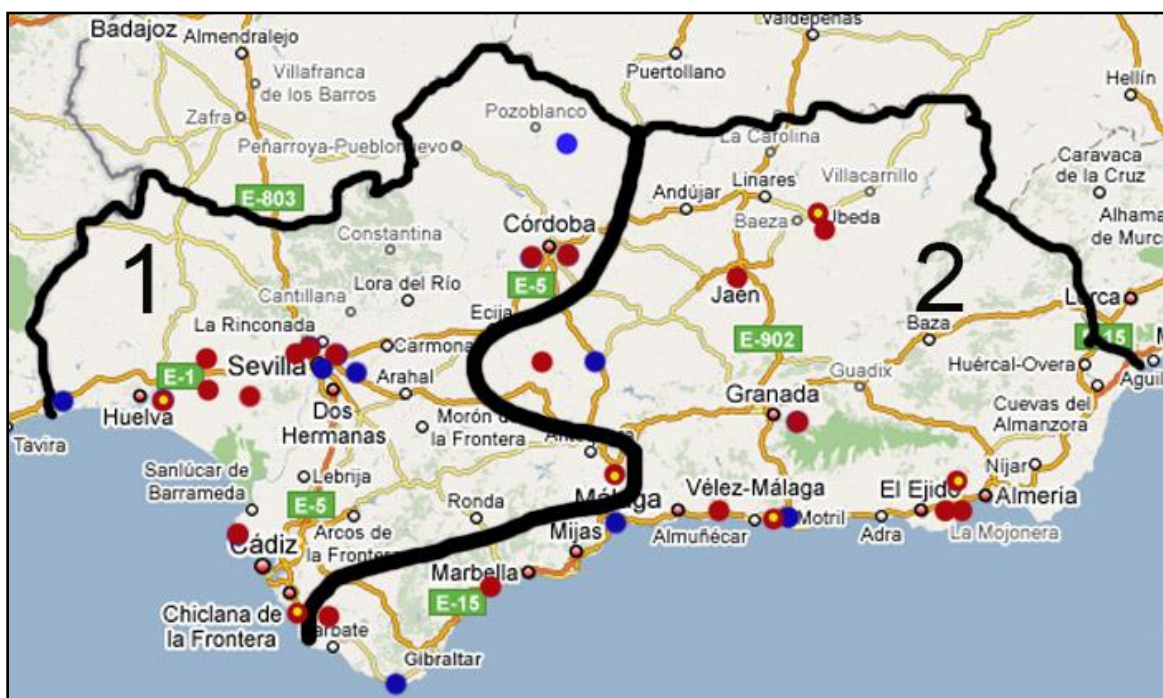 Badajoz
Almendralejo
Valdepeñas
Puertollano
Villafranca
de los Barros
Hellín
Zafra
Pozoblanco
La Carolina
Peñarroya-Pueblonuevo
Caravaca
de la Cruz
E-803
Andújar
Linares
Villacarrillo
Baeza
Úbeda
Alhama
de Murc
Córdoba
Constantina
1
2
E-5
Lora del Río
Jaén
Lorca
Cantillana
Ecija
Baza
E-15
La Rinconada
Carmona
E-902
Sevilla
Huércal-Overa
E-1
Arahal
Guadix
Aguil
Huelva
Dos
Hermanas
Morón de
la Frontera
Granada
Cuevas del
Almanzora
Tavira
Lebrija
Níjar
Sanlúcar de
Barrameda
Málaga
Vélez-Málaga
El Ejido
Almería
E-5
Ronda
Motril
Arcos de
la Frontera
Mijas
Almuñécar
Adra
La Mojonera
Cádiz
Marbella
Chiclana de
la Frontera
E-15
Barbate
Gibraltar